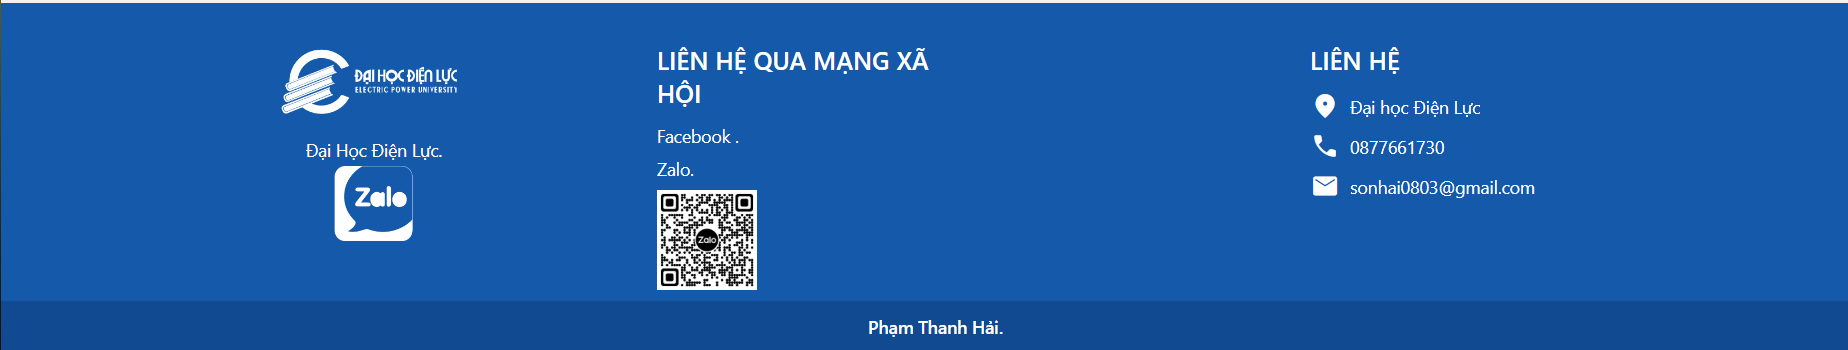 ĐẠI HỌC ĐIỆN LỰC
ELECTRIC POWER UNIVERSITY
Đại Học Điện Lực.
Zalo
LIÊN HỆ QUA MẠNG XÃ
HỘI
Facebook .
Zalo.
Zalo
LIÊN HỆ
Đại học Điện Lực
0877661730
sonhai0803@gmail.com
Phạm Thanh Hải.